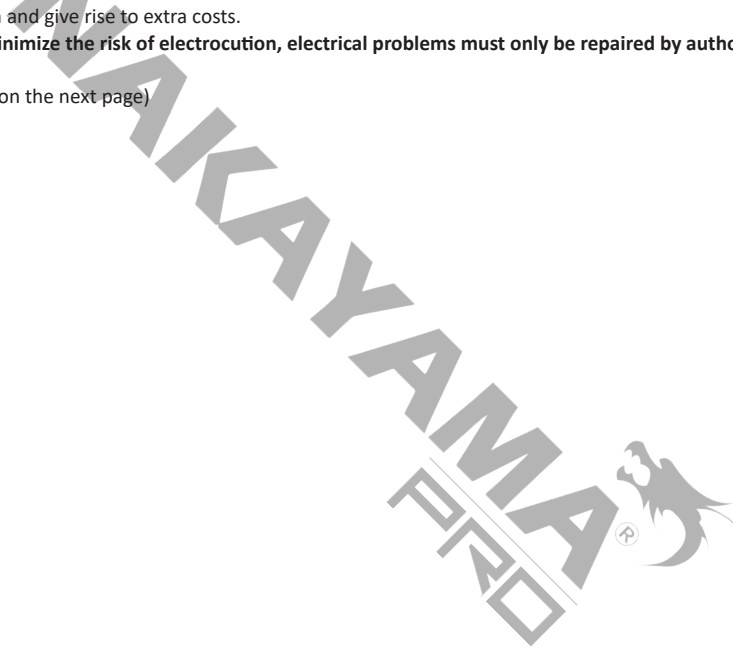 and give rise to extra costs.
inimize the risk of electrocution, electrical problems must only be repaired by autho
on the next page)
NAKAYAMA
PRO
®